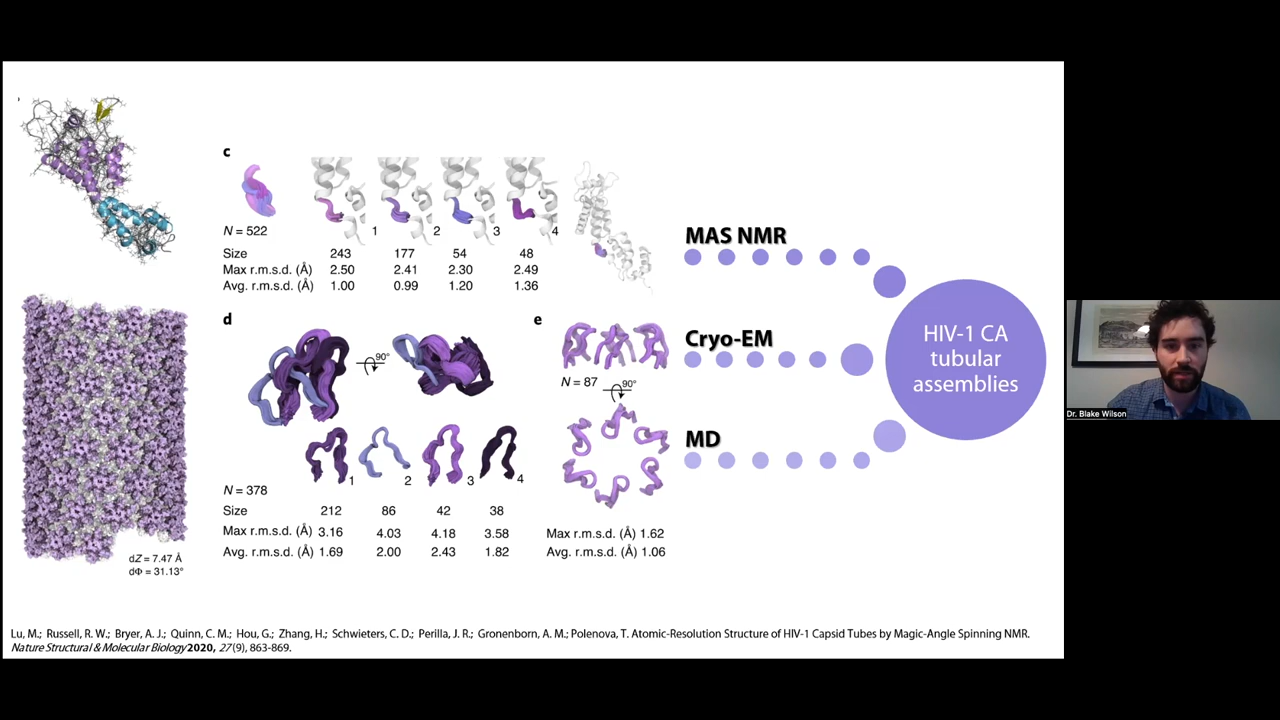 c
N = 522
1 2 3 4
Size 243 177 54 48
Max r.m.s.d. (Å) 2.50 2.41 2.30 2.49
Avg. r.m.s.d. (Å) 1.00 0.99 1.20 1.36
d
90°
1 2 3 4
N = 378
Size 212 86 42 38
Max r.m.s.d. (Å) 3.16 4.03 4.18 3.58
Avg. r.m.s.d. (Å) 1.69 2.00 2.43 1.82
e
N = 87
90°
Max r.m.s.d. (Å) 1.62
Avg. r.m.s.d. (Å) 1.06
dZ = 7.47 Å
dΦ = 31.13°
MAS NMR
Cryo-EM
MD
HIV-1 CA
tubular
assemblies
Dr. Blake Wilson
Lu, M.; Russell, R. W.; Bryer, A. J.; Quinn, C. M.; Hou, G.; Zhang, H.; Schwieters, C. D.; Perilla, J. R.; Gronenborn, A. M.; Polenova, T. Atomic-Resolution Structure of HIV-1 Capsid Tubes by Magic-Angle Spinning NMR.
Nature Structural & Molecular Biology 2020, 27 (9), 863-869.